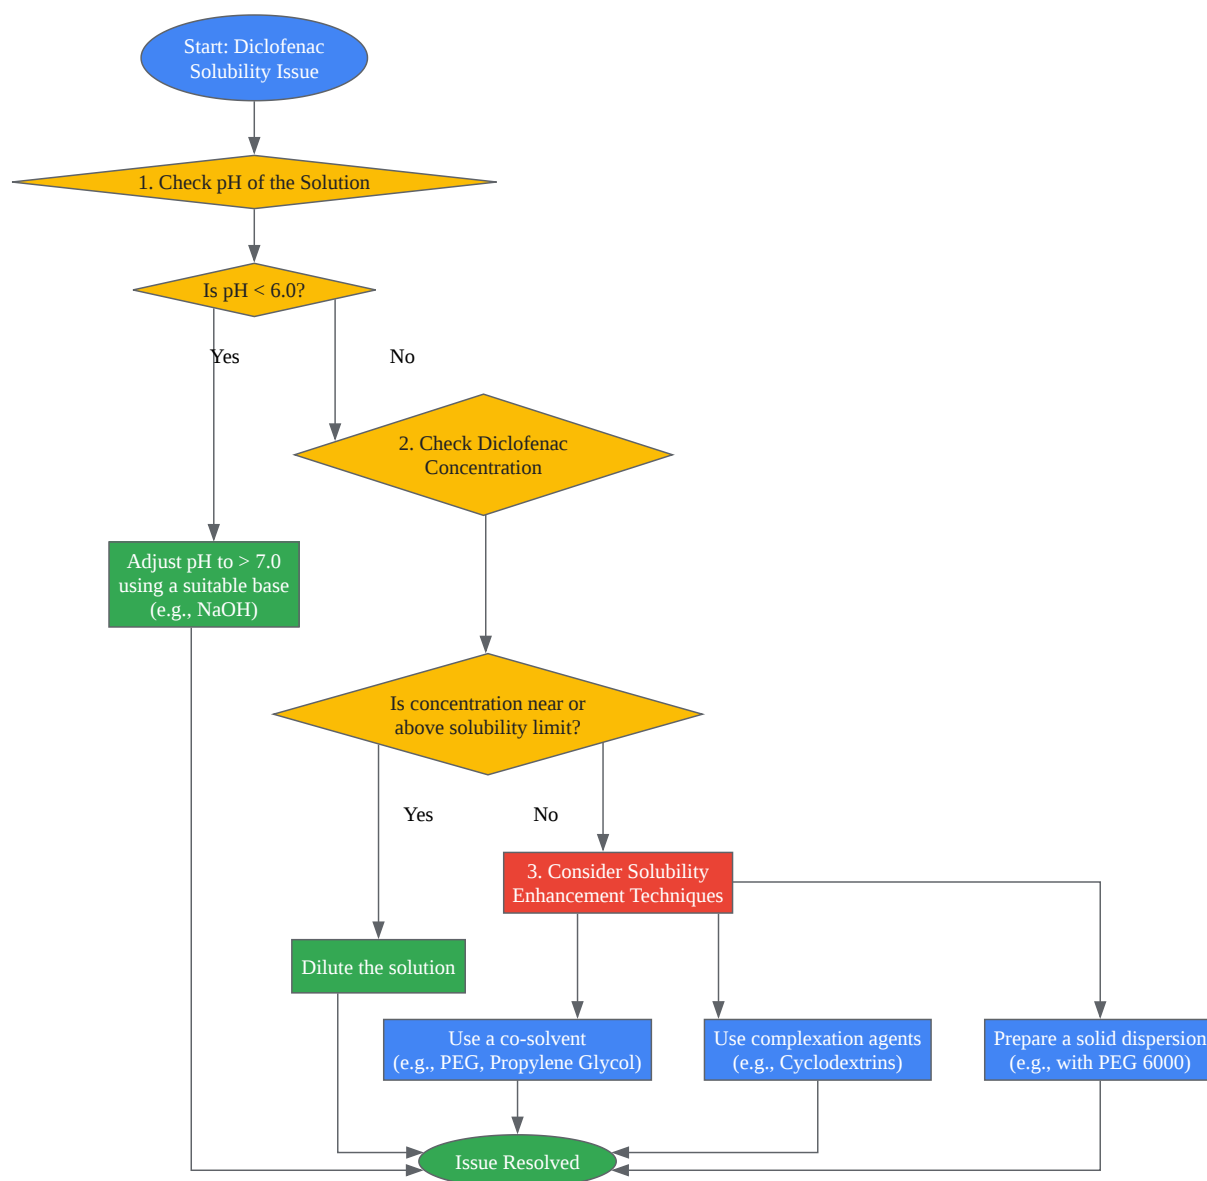 Start: Diclofenac
Solubility Issue
1. Check pH of the Solution
Is pH < 6.0?
Yes
No
2. Check Diclofenac
Concentration
Adjust pH to > 7.0
using a suitable base
(e.g., NaOH)
Is concentration near or
above solubility limit?
Yes
No
3. Consider Solubility
Enhancement Techniques
Dilute the solution
Use a co-solvent
(e.g., PEG, Propylene Glycol)
Use complexation agents
(e.g., Cyclodextrins)
Prepare a solid dispersion
(e.g., with PEG 6000)
Issue Resolved